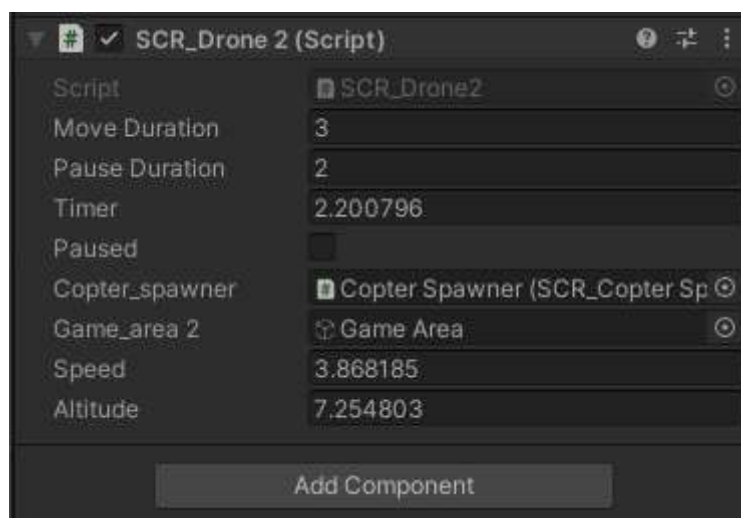 # SCR_Drone 2 (Script)
Script # SCR_Drone2
Move Duration 3
Pause Duration 2
Timer 2.200796
Paused
Copter_spawner # Copter Spawner (SCR_Copter Sp
Game_area 2 Game Area
Speed 3.868185
Altitude 7.254803
Add Component